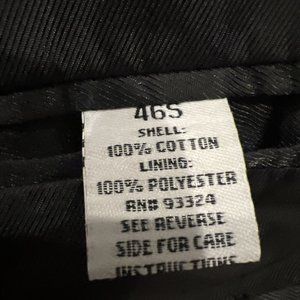 46S
SHELL:
100% COTTON
LINING:
100% POLYESTER
RN# 93324
SEE REVERSE
SIDE FOR CARE
INSTRUCTIONS